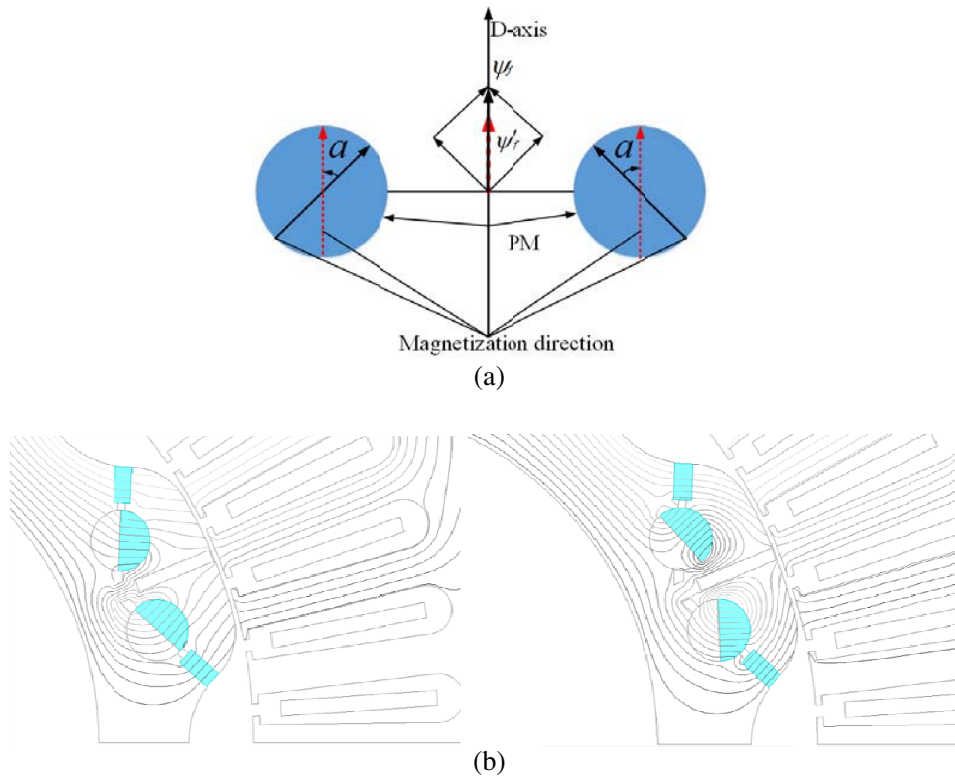 D-axis
ψf
a
ψ'f
a
PM
Magnetization direction
(a)
(b)